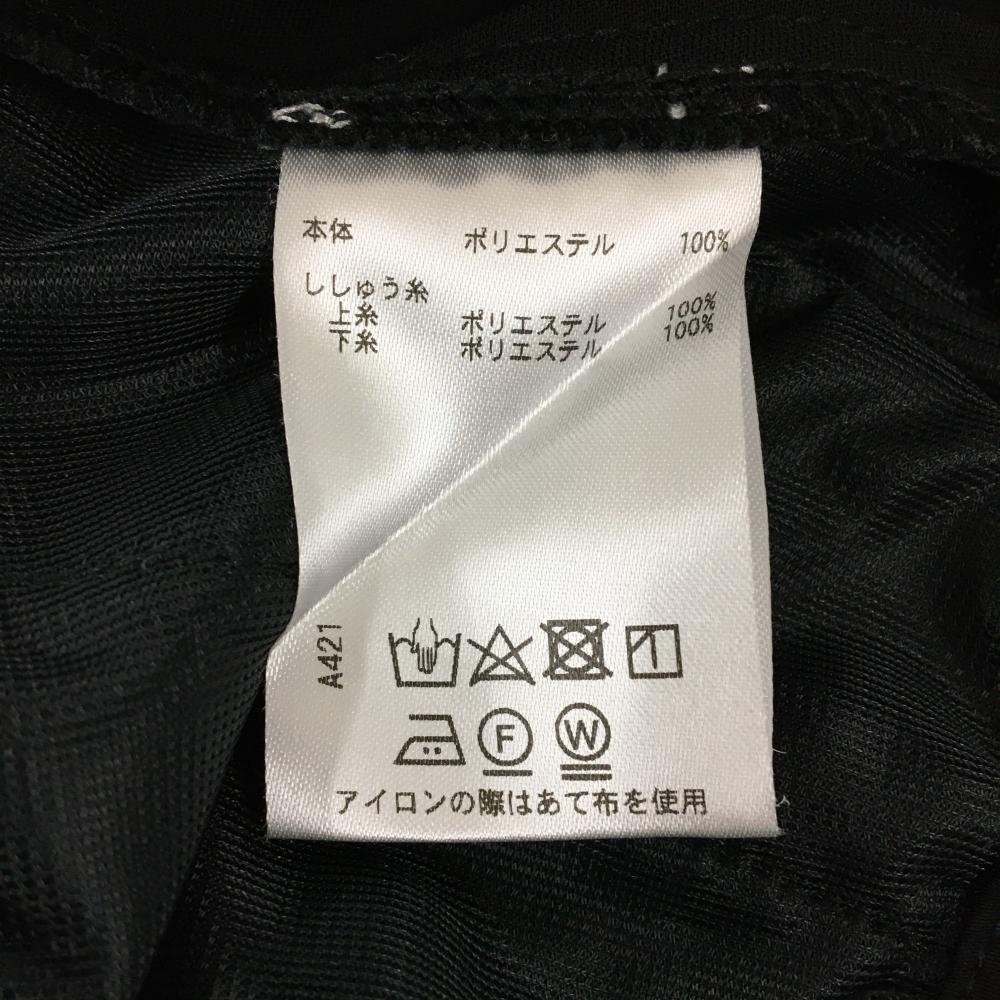 本体 ポリエステル 100%
ししゅう糸
上糸 ポリエステル 100%
下糸 ポリエステル 100%
A421
F W
アイロンの際はあて布を使用